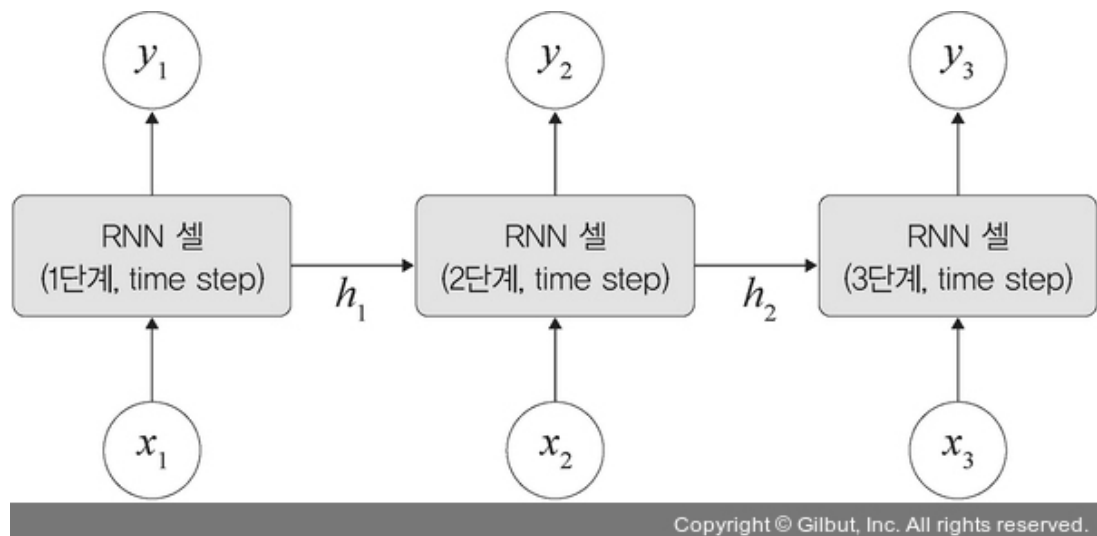 y₁
y₂
y₃
RNN 셀
(1단계, time step)
h₁
RNN 셀
(2단계, time step)
h₂
RNN 셀
(3단계, time step)
x₁
x₂
x₃
Copyright © Gilbut, Inc. All rights reserved.